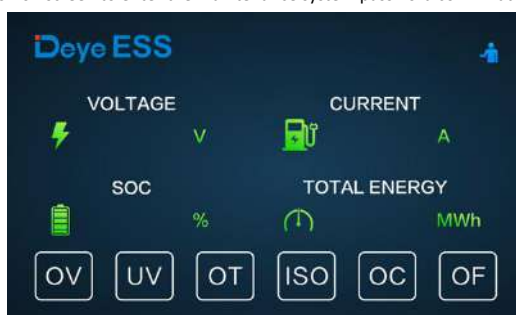 Deye ESS
VOLTAGE CURRENT
V A
SOC TOTAL ENERGY
% MWh
OV UV OT ISO OC OF